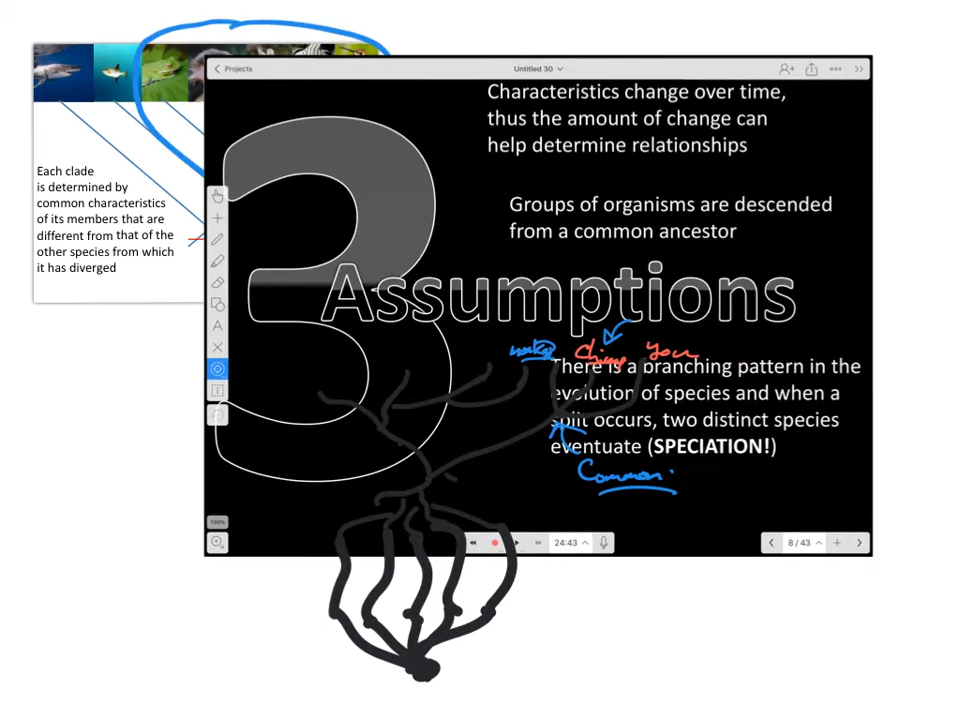 Projects
Untitled 30
Characteristics change over time,
thus the amount of change can
help determine relationships
Each clade
is determined by
common characteristics
of its members that are
different from that of the
other species from which
it has diverged
Groups of organisms are descended
from a common ancestor
3
Assumptions
monkey chimp you
There is a branching pattern in the
evolution of species and when a
split occurs, two distinct species
eventuate (SPECIATION!)
Common
100%
24:43
8 / 43